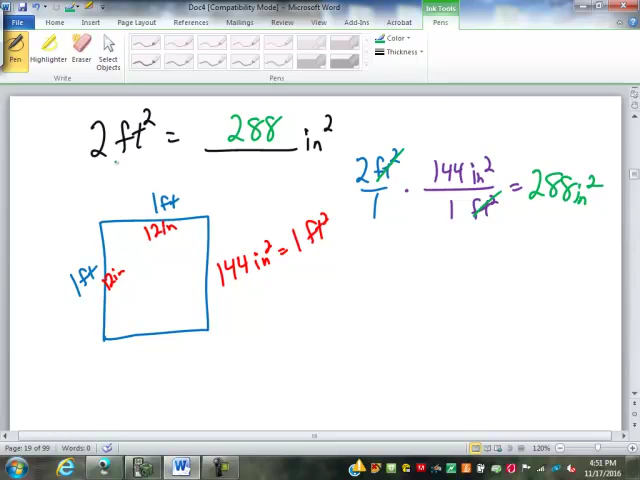 Doc4 [Compatibility Mode] - Microsoft Word
Ink Tools
File Home Insert Page Layout References Mailings Review View Acrobat Pens
Pen Highlighter Eraser Select Objects
Color
Thickness
Write Pens
2 ft² = 288 in²
2 ft²/1 · 144 in²/1 ft² = 288 in²
1 ft
12 in
1 ft 12 in
144 in² = 1 ft²
Page: 19 of 99 Words: 0 120%
4:51 PM
11/17/2016